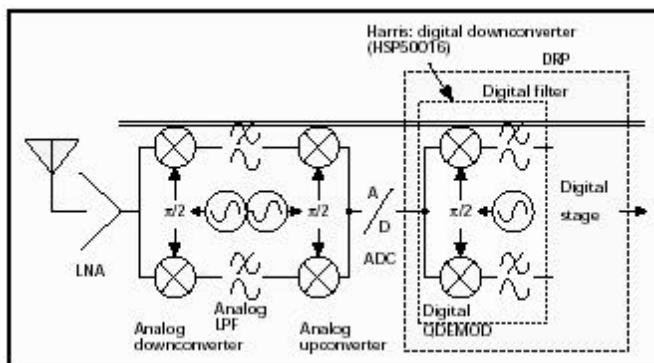 Harris: digital downconverter
(HSP50016)
DRP
Digital filter
A
D
π/2
π/2
π/2
Digital
stage
LNA
ADC
Analog
LPF
Digital
QDEMOD
Analog
downconverter
Analog
upconverter